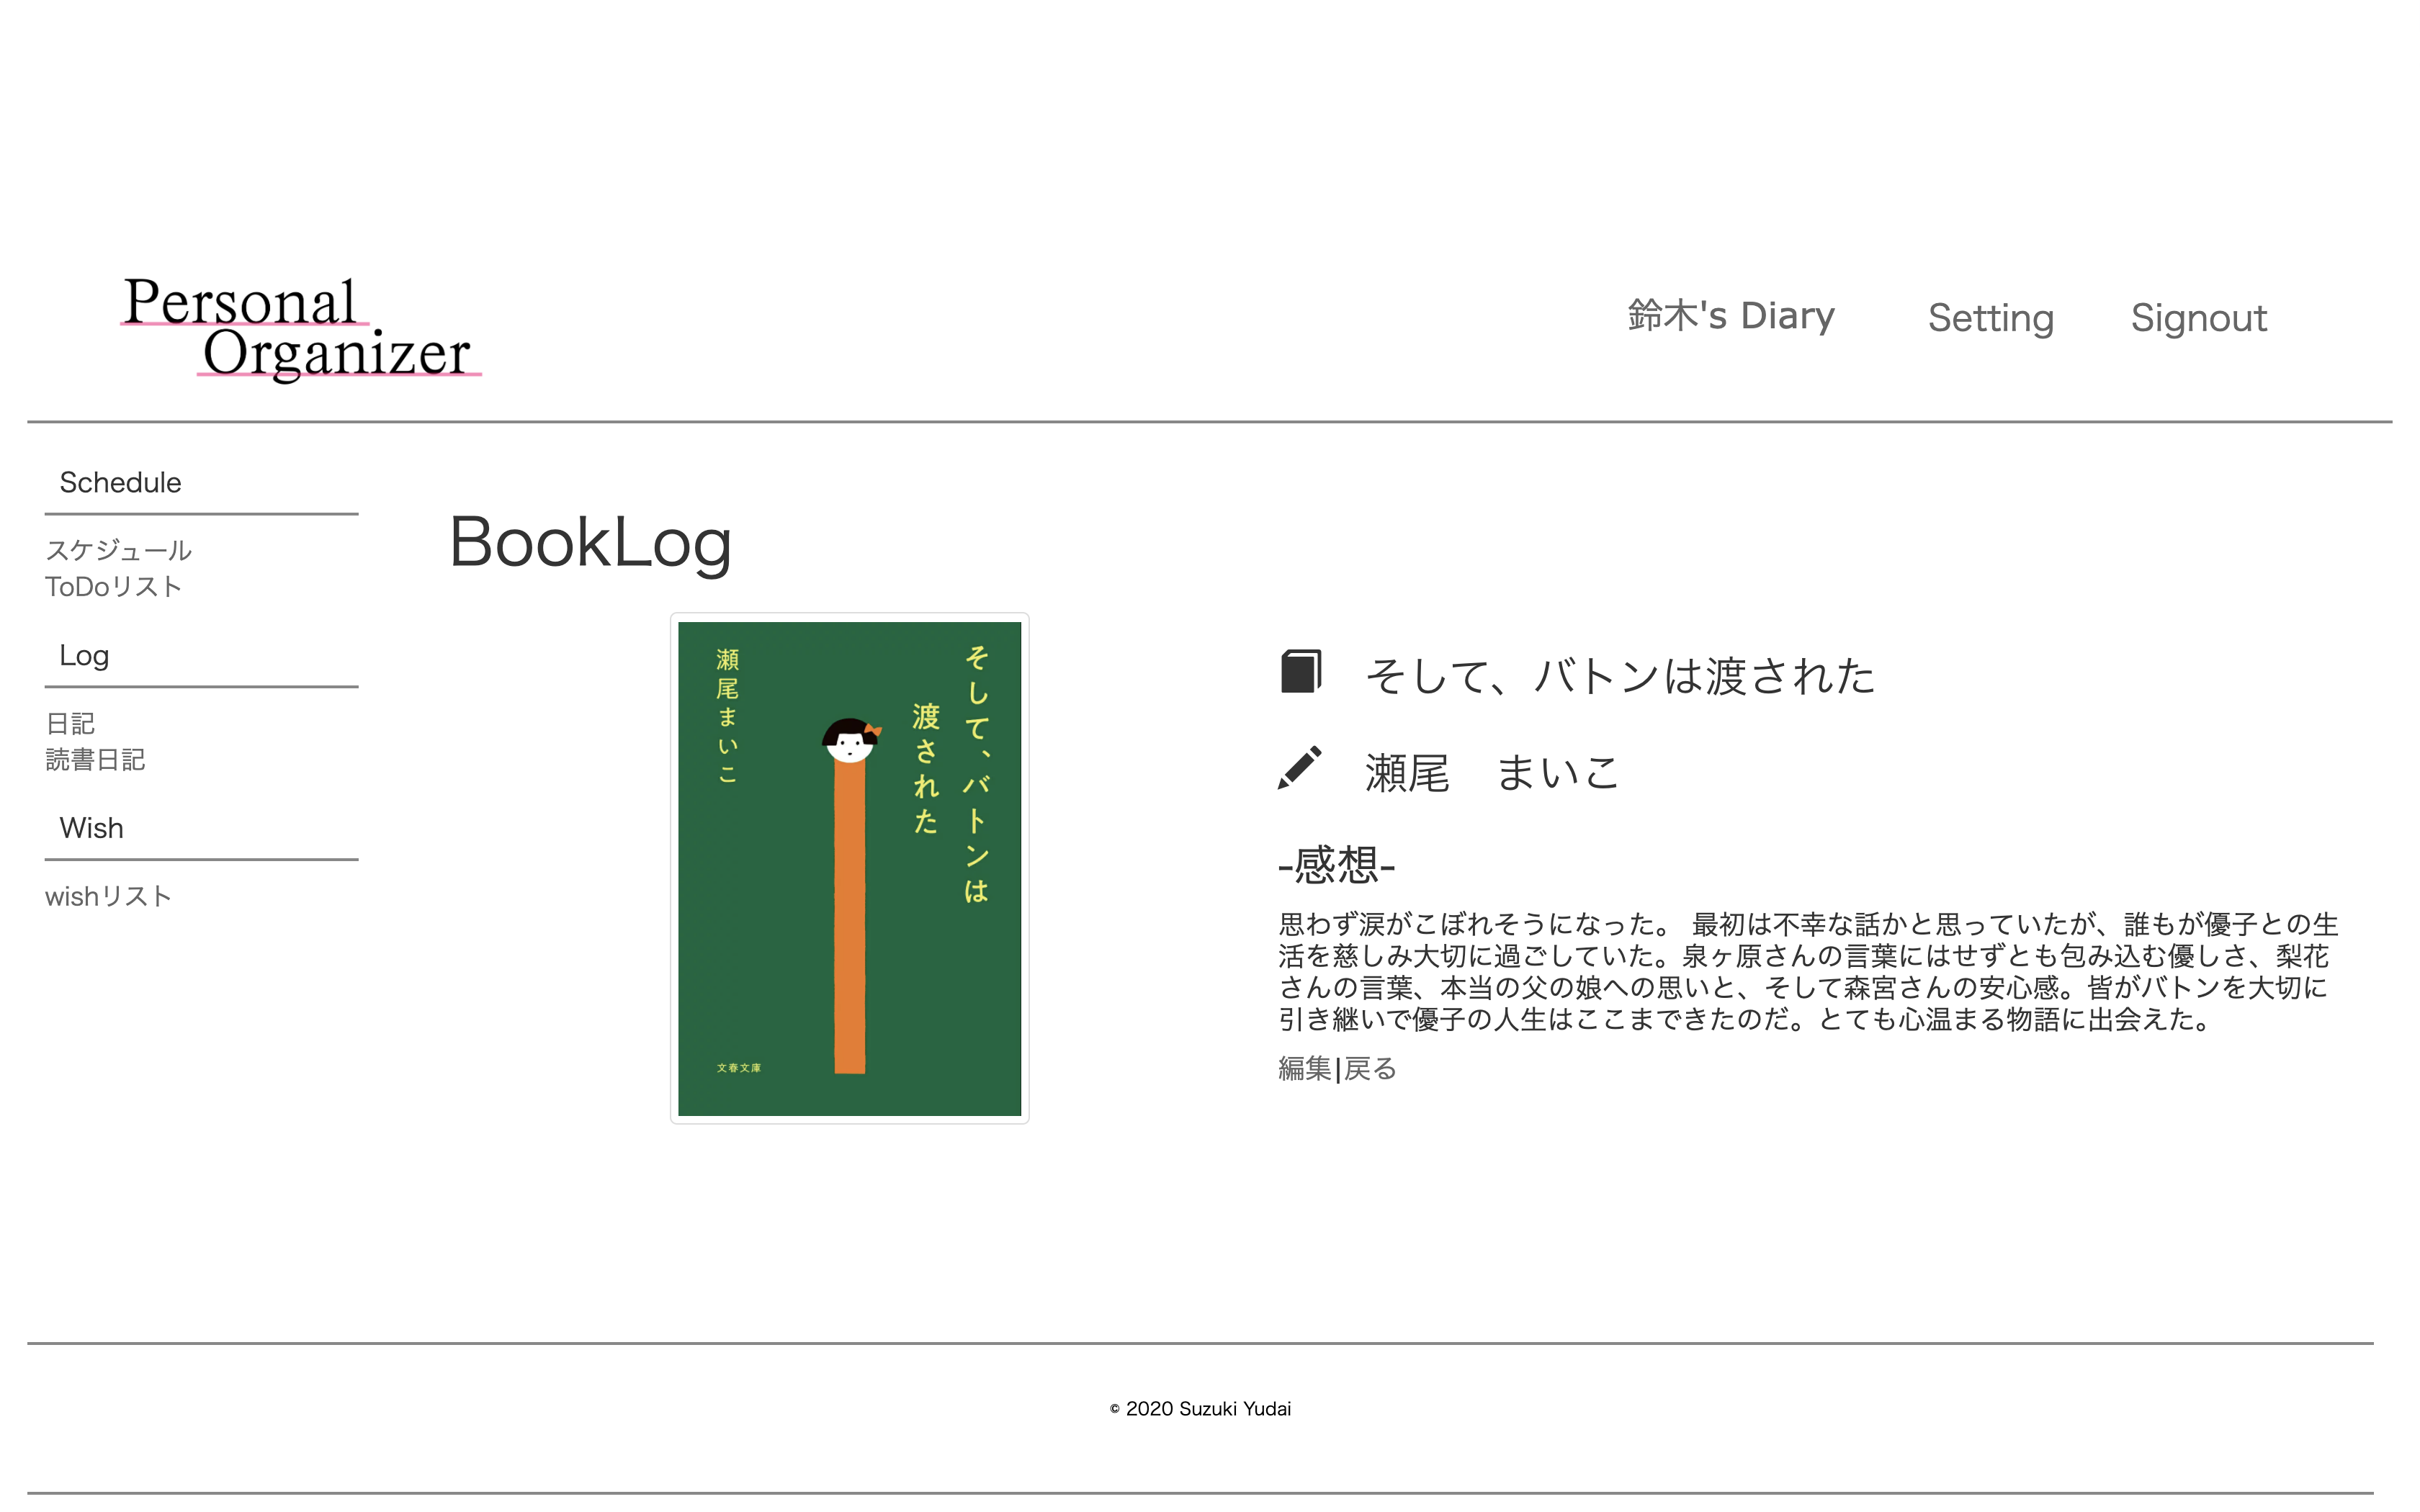 Personal
Organizer
鈴木's Diary
Setting
Signout
Schedule
スケジュール
ToDoリスト
Log
日記
読書日記
Wish
wishリスト
BookLog
そして、バトンは
渡された
瀬尾まいこ
文春文庫
そして、バトンは渡された
瀬尾　まいこ
-感想-
思わず涙がこぼれそうになった。 最初は不幸な話かと思っていたが、誰もが優子との生
活を慈しみ大切に過ごしていた。泉ヶ原さんの言葉にはせずとも包み込む優しさ、梨花
さんの言葉、本当の父の娘への思いと、そして森宮さんの安心感。皆がバトンを大切に
引き継いで優子の人生はここまできたのだ。とても心温まる物語に出会えた。
編集|戻る
© 2020 Suzuki Yudai